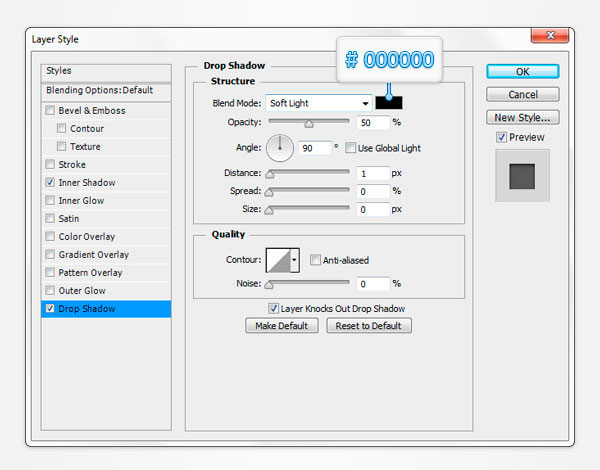 Layer Style
# 000000
Styles
Blending Options:Default
Bevel & Emboss
Contour
Texture
Stroke
Inner Shadow
Inner Glow
Satin
Color Overlay
Gradient Overlay
Pattern Overlay
Outer Glow
Drop Shadow
Drop Shadow
Structure
Blend Mode: Soft Light
Opacity: 50 %
Angle: 90 ° Use Global Light
Distance: 1 px
Spread: 0 %
Size: 0 px
Quality
Contour: Anti-aliased
Noise: 0 %
Layer Knocks Out Drop Shadow
Make Default Reset to Default
OK
Cancel
New Style...
Preview